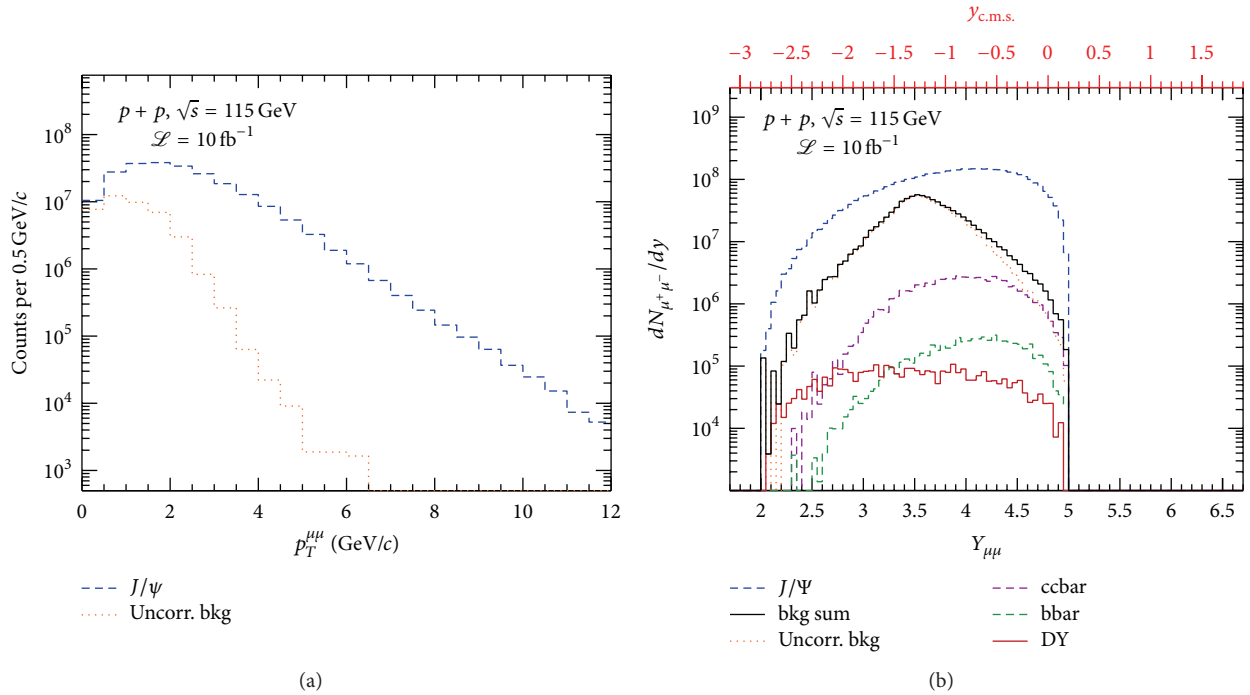 p + p, √s = 115 GeV
ℒ = 10 fb⁻¹
10⁸
10⁷
10⁶
10⁵
10⁴
10³
Counts per 0.5 GeV/c
0 2 4 6 8 10 12
p_T^{μμ} (GeV/c)
J/ψ
Uncorr. bkg
(a)
y_{c.m.s.}
−3 −2.5 −2 −1.5 −1 −0.5 0 0.5 1 1.5
p + p, √s = 115 GeV
ℒ = 10 fb⁻¹
10⁹
10⁸
10⁷
10⁶
10⁵
10⁴
dN_{μ⁺μ⁻}/dy
2 2.5 3 3.5 4 4.5 5 5.5 6 6.5
Y_{μμ}
J/Ψ
bkg sum
Uncorr. bkg
ccbar
bbar
DY
(b)